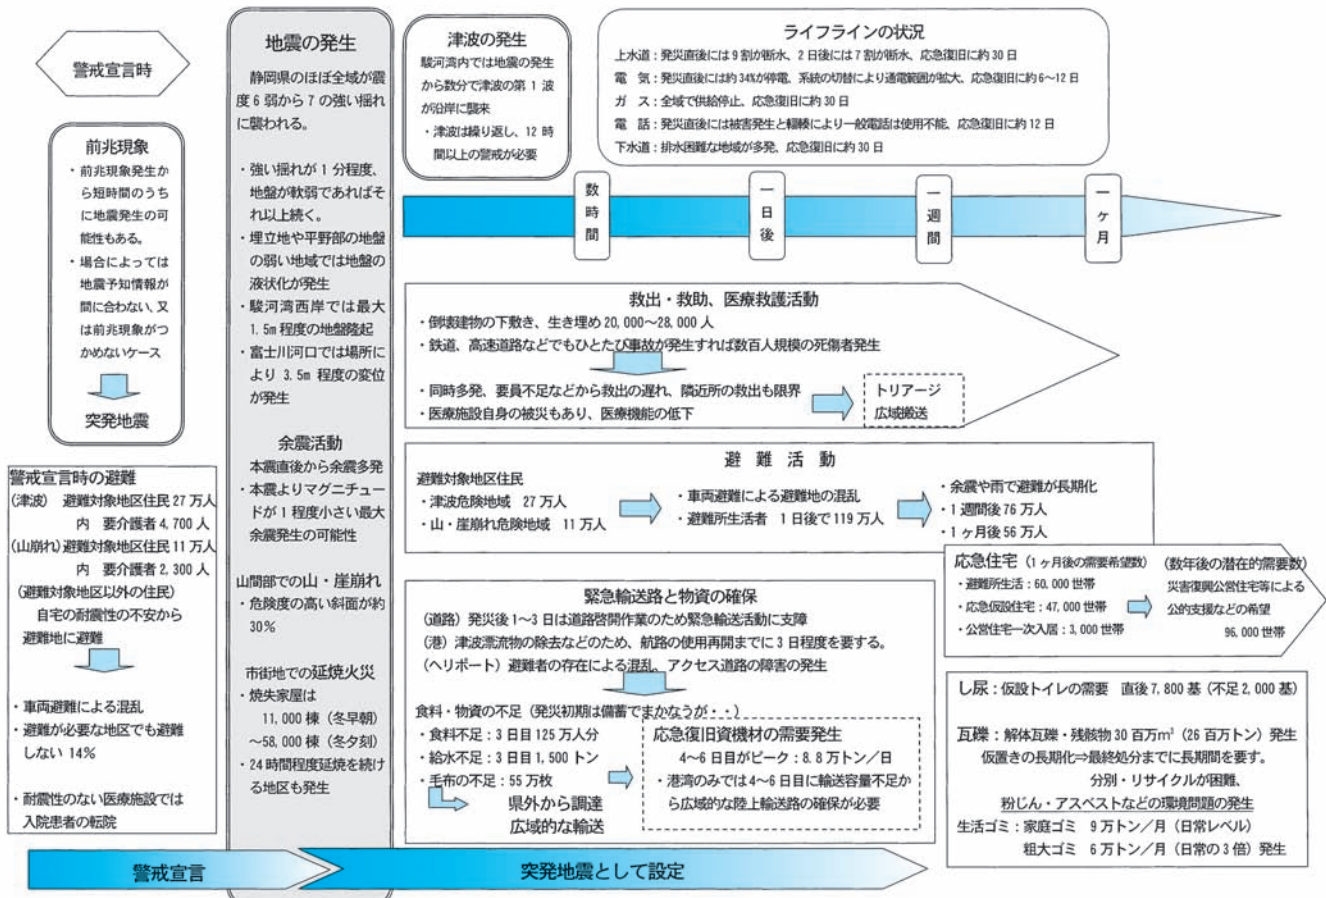 警戒宣言時
前兆現象
・前兆現象発生か
ら短時間のうち
に地震発生の可
能性もある。
・場合によっては
地震予知情報が
間に合わない、又
は前兆現象がつ
かめないケース
突発地震
警戒宣言時の避難
(津波) 避難対象地区住民 27 万人
内 要介護者 4,700 人
(山崩れ) 避難対象地区住民 11 万人
内 要介護者 2,300 人
(避難対象地区以外の住民)
自宅の耐震性の不安から
避難地に避難
・車両避難による混乱
・避難が必要な地区でも避難
しない 14%
・耐震性のない医療施設では
入院患者の転院
地震の発生
静岡県のほぼ全域が震
度 6 弱から 7 の強い揺れ
に襲われる。
・強い揺れが 1 分程度、
地盤が軟弱であればそ
れ以上続く。
・埋立地や平野部の地盤
の弱い地域では地盤の
液状化が発生
・駿河湾西岸では最大
1.5m 程度の地盤隆起
・富士川河口では場所に
より 3.5m 程度の変位
が発生
余震活動
本震直後から余震多発
・本震よりマグニチュー
ドが 1 程度小さい最大
余震発生の可能性
山間部での山・崖崩れ
・危険度の高い斜面が約
30%
市街地での延焼火災
・焼失家屋は
11,000 棟 (冬早朝)
～58,000 棟 (冬夕刻)
・24 時間程度延焼を続け
る地区も発生
津波の発生
駿河湾内では地震の発生
から数分で津波の第 1 波
が沿岸に襲来
・津波は繰り返し、12 時
間以上の警戒が必要
ライフラインの状況
上水道：発災直後には 9 割が断水、2 日後には 7 割が断水、応急復旧に約 30 日
電 気：発災直後には約 34%が停電、系統の切替により通電範囲が拡大、応急復旧に約 6～12 日
ガ ス：全域で供給停止、応急復旧に約 30 日
電 話：発災直後には被害発生と輻輳により一般電話は使用不能、応急復旧に約 12 日
下水道：排水困難な地域が多発、応急復旧に約 30 日
数時間
一日後
一週間
一ヶ月
救出・救助、医療救護活動
・倒壊建物の下敷き、生き埋め 20,000～28,000 人
・鉄道、高速道路などでもひとたび事故が発生すれば数百人規模の死傷者発生
・同時多発、要員不足などから救出の遅れ、隣近所の救出も限界
・医療施設自身の被災もあり、医療機能の低下
トリアージ
広域搬送
避 難 活 動
避難対象地区住民
・津波危険地域 27 万人
・山・崖崩れ危険地域 11 万人
・車両避難による避難地の混乱
・避難所生活者 1 日後で 119 万人
・余震や雨で避難が長期化
・1 週間後 76 万人
・1 ヶ月後 56 万人
応急住宅 (1 ヶ月後の需要希望数)
・避難所生活：60,000 世帯
・応急仮設住宅：47,000 世帯
・公営住宅一次入居：3,000 世帯
(数年後の潜在的需要数)
災害復興公営住宅等による
公的支援などの希望
96,000 世帯
緊急輸送路と物資の確保
(道路) 発災後 1～3 日は道路啓開作業のため緊急輸送活動に支障
(港) 津波漂流物の除去などのため、航路の使用再開までに 3 日程度を要する。
(ヘリポート) 避難者の存在による混乱、アクセス道路の障害の発生
食料・物資の不足 (発災初期は備蓄でまかなうが・・)
・食料不足：3 日目 125 万人分
・給水不足：3 日目 1,500 トン
・毛布の不足：55 万枚
県外から調達
広域的な輸送
応急復旧資機材の需要発生
4～6 日目がピーク：8.8 万トン／日
・港湾のみでは 4～6 日目に輸送容量不足か
ら広域的な陸上輸送路の確保が必要
し尿：仮設トイレの需要 直後 7,800 基 (不足 2,000 基)
瓦礫：解体瓦礫・残骸物 30 百万㎥ (26 百万トン) 発生
仮置きの長期化⇒最終処分までに長期間を要す。
分別・リサイクルが困難、
粉じん・アスベストなどの環境問題の発生
生活ゴミ：家庭ゴミ 9 万トン／月 (日常レベル)
粗大ゴミ 6 万トン／月 (日常の 3 倍) 発生
警戒宣言
突発地震として設定